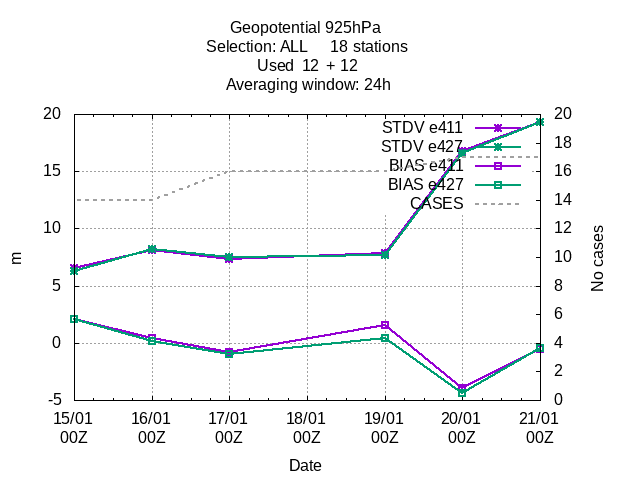 Geopotential 925hPa
Selection: ALL     18 stations
Used  12  + 12
Averaging window: 24h
20
15
10
5
0
-5
m
20
18
16
14
12
10
8
6
4
2
0
No cases
STDV e411
STDV e427
BIAS e411
BIAS e427
CASES
15/01 16/01 17/01 18/01 19/01 20/01 21/01
00Z 00Z 00Z 00Z 00Z 00Z 00Z
Date